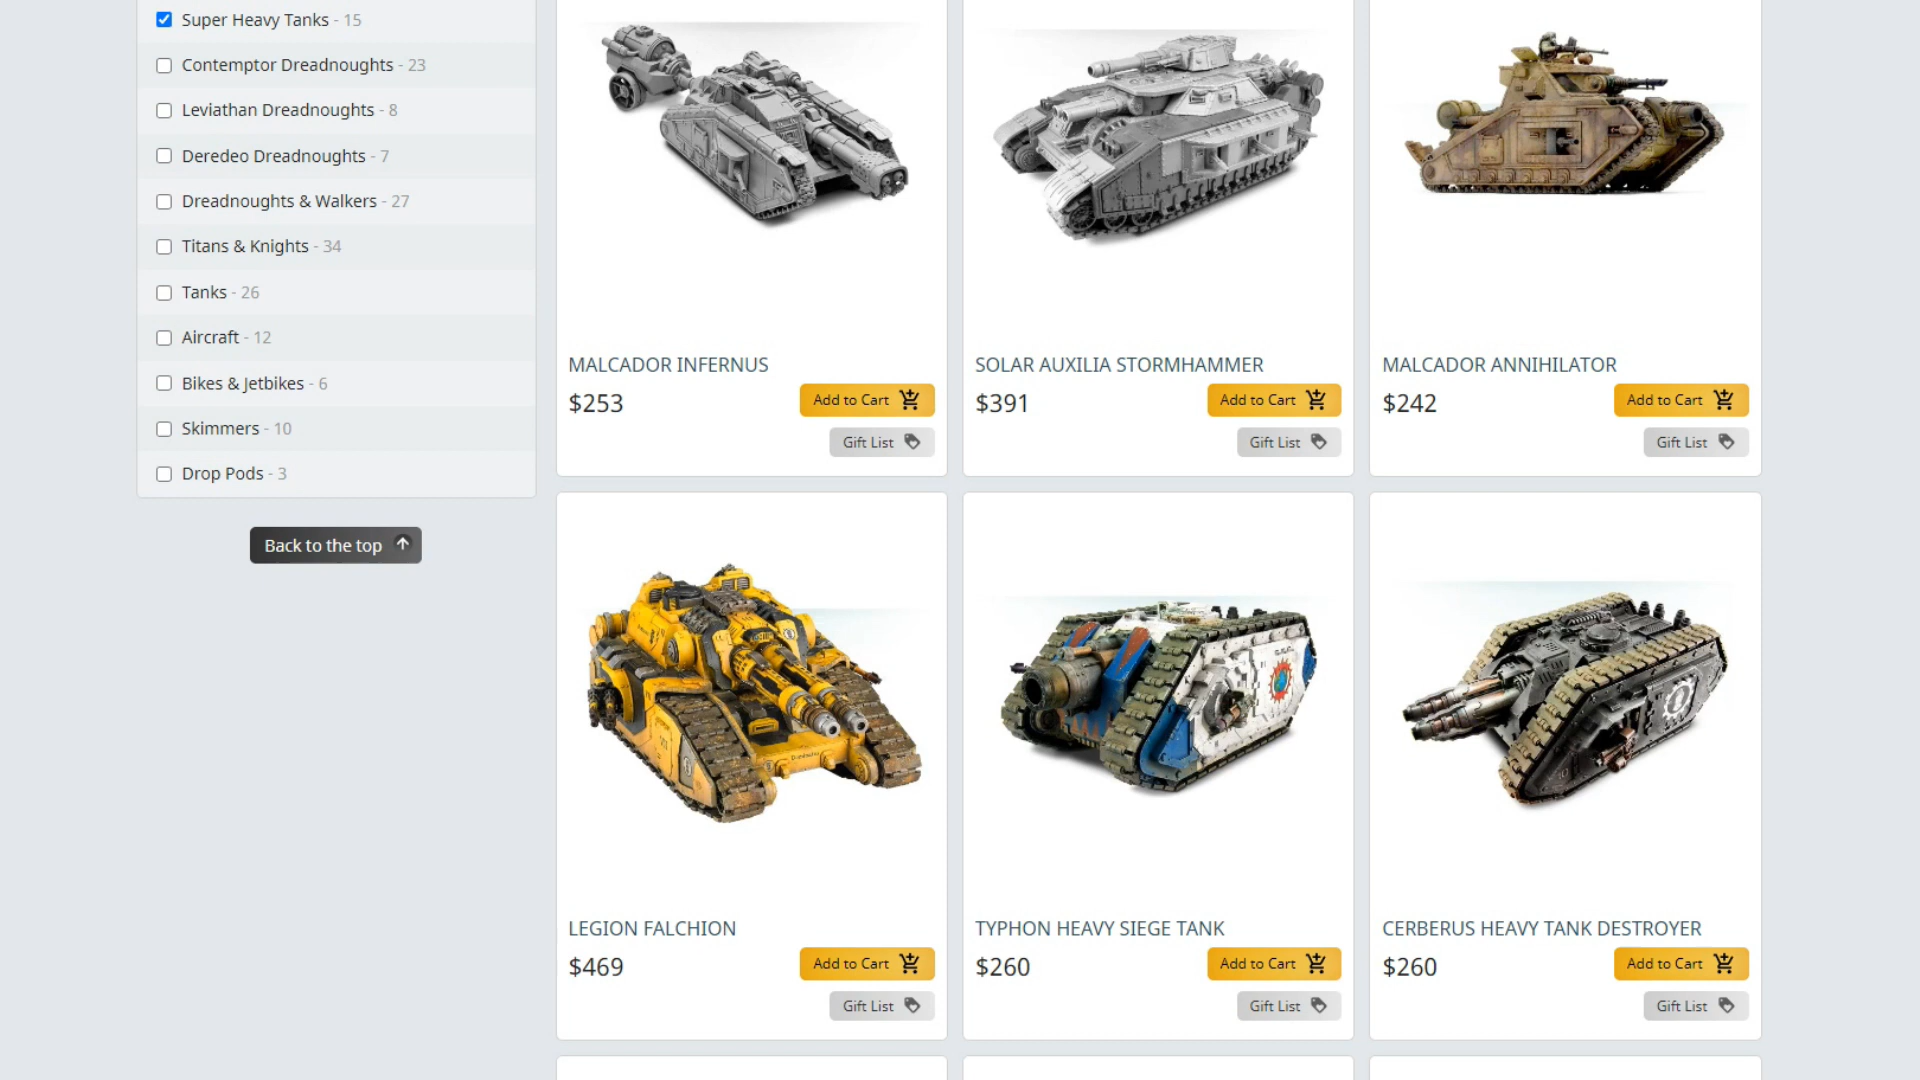 Super Heavy Tanks - 15
Contemptor Dreadnoughts - 23
Leviathan Dreadnoughts - 8
Deredeo Dreadnoughts - 7
Dreadnoughts & Walkers - 27
Titans & Knights - 34
Tanks - 26
Aircraft - 12
Bikes & Jetbikes - 6
Skimmers - 10
Drop Pods - 3
Back to the top
MALCADOR INFERNUS
$253
Add to Cart
Gift List
SOLAR AUXILIA STORMHAMMER
$391
Add to Cart
Gift List
MALCADOR ANNIHILATOR
$242
Add to Cart
Gift List
LEGION FALCHION
$469
Add to Cart
Gift List
TYPHON HEAVY SIEGE TANK
$260
Add to Cart
Gift List
CERBERUS HEAVY TANK DESTROYER
$260
Add to Cart
Gift List